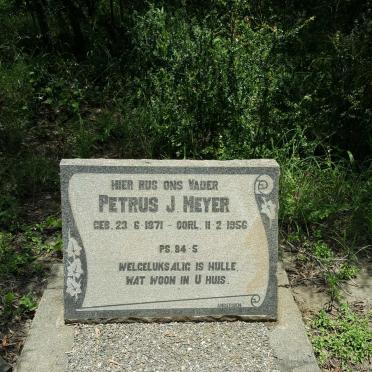 HIER RUS ONS VADER
PETRUS J. MEYER
GEB. 23-6-1871 - OORL. 11-2-1956
PS. 84-5
WELGELUKSALIG IS HULLE
WAT WOON IN U HUIS.